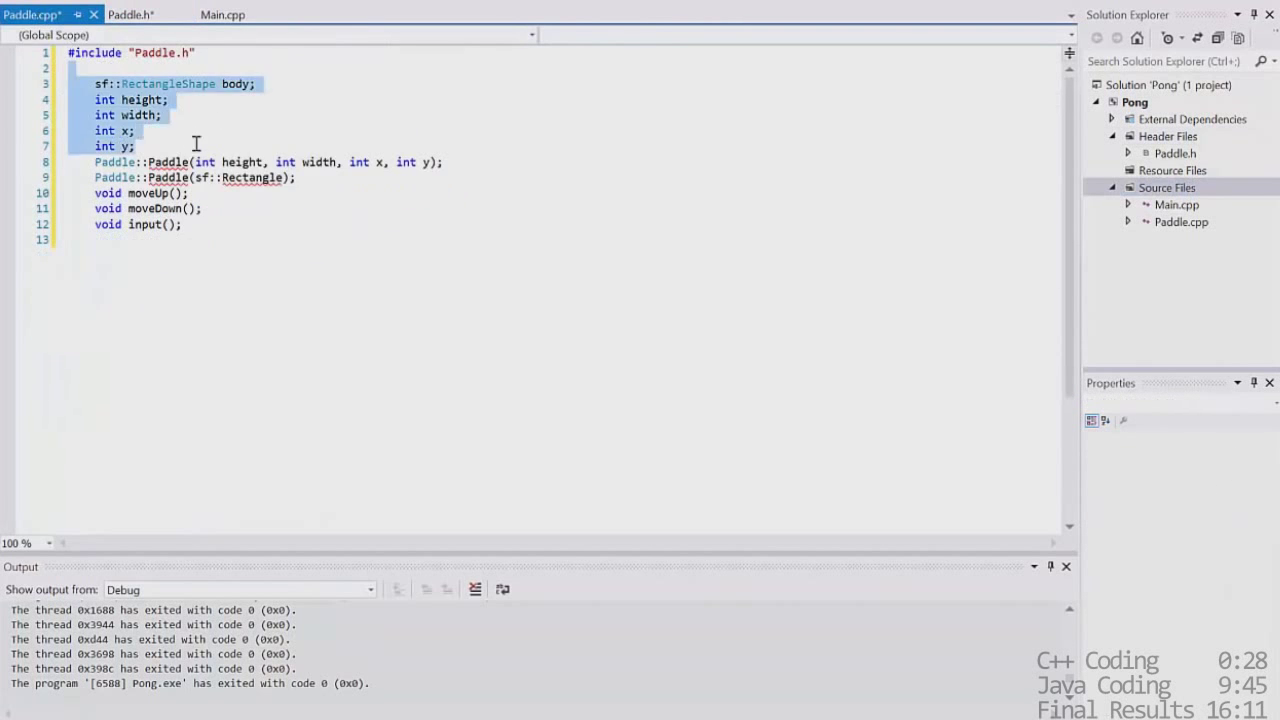 Paddle.cpp*
Paddle.h*
Main.cpp
Solution Explorer
(Global Scope)
Search Solution Explorer (Ctrl+;)
Solution 'Pong' (1 project)
Pong
External Dependencies
Header Files
Paddle.h
Resource Files
Source Files
Main.cpp
Paddle.cpp
1 #include "Paddle.h"
2
3 sf::RectangleShape body;
4 int height;
5 int width;
6 int x;
7 int y;
8 Paddle::Paddle(int height, int width, int x, int y);
9 Paddle::Paddle(sf::Rectangle);
10 void moveUp();
11 void moveDown();
12 void input();
13
Properties
100 %
Output
Show output from: Debug
The thread 0x1688 has exited with code 0 (0x0).
The thread 0x3944 has exited with code 0 (0x0).
The thread 0xd44 has exited with code 0 (0x0).
The thread 0x3698 has exited with code 0 (0x0).
The thread 0x398c has exited with code 0 (0x0).
The program '[6588] Pong.exe' has exited with code 0 (0x0).
C++ Coding 0:28
Java Coding 9:45
Final Results 16:11